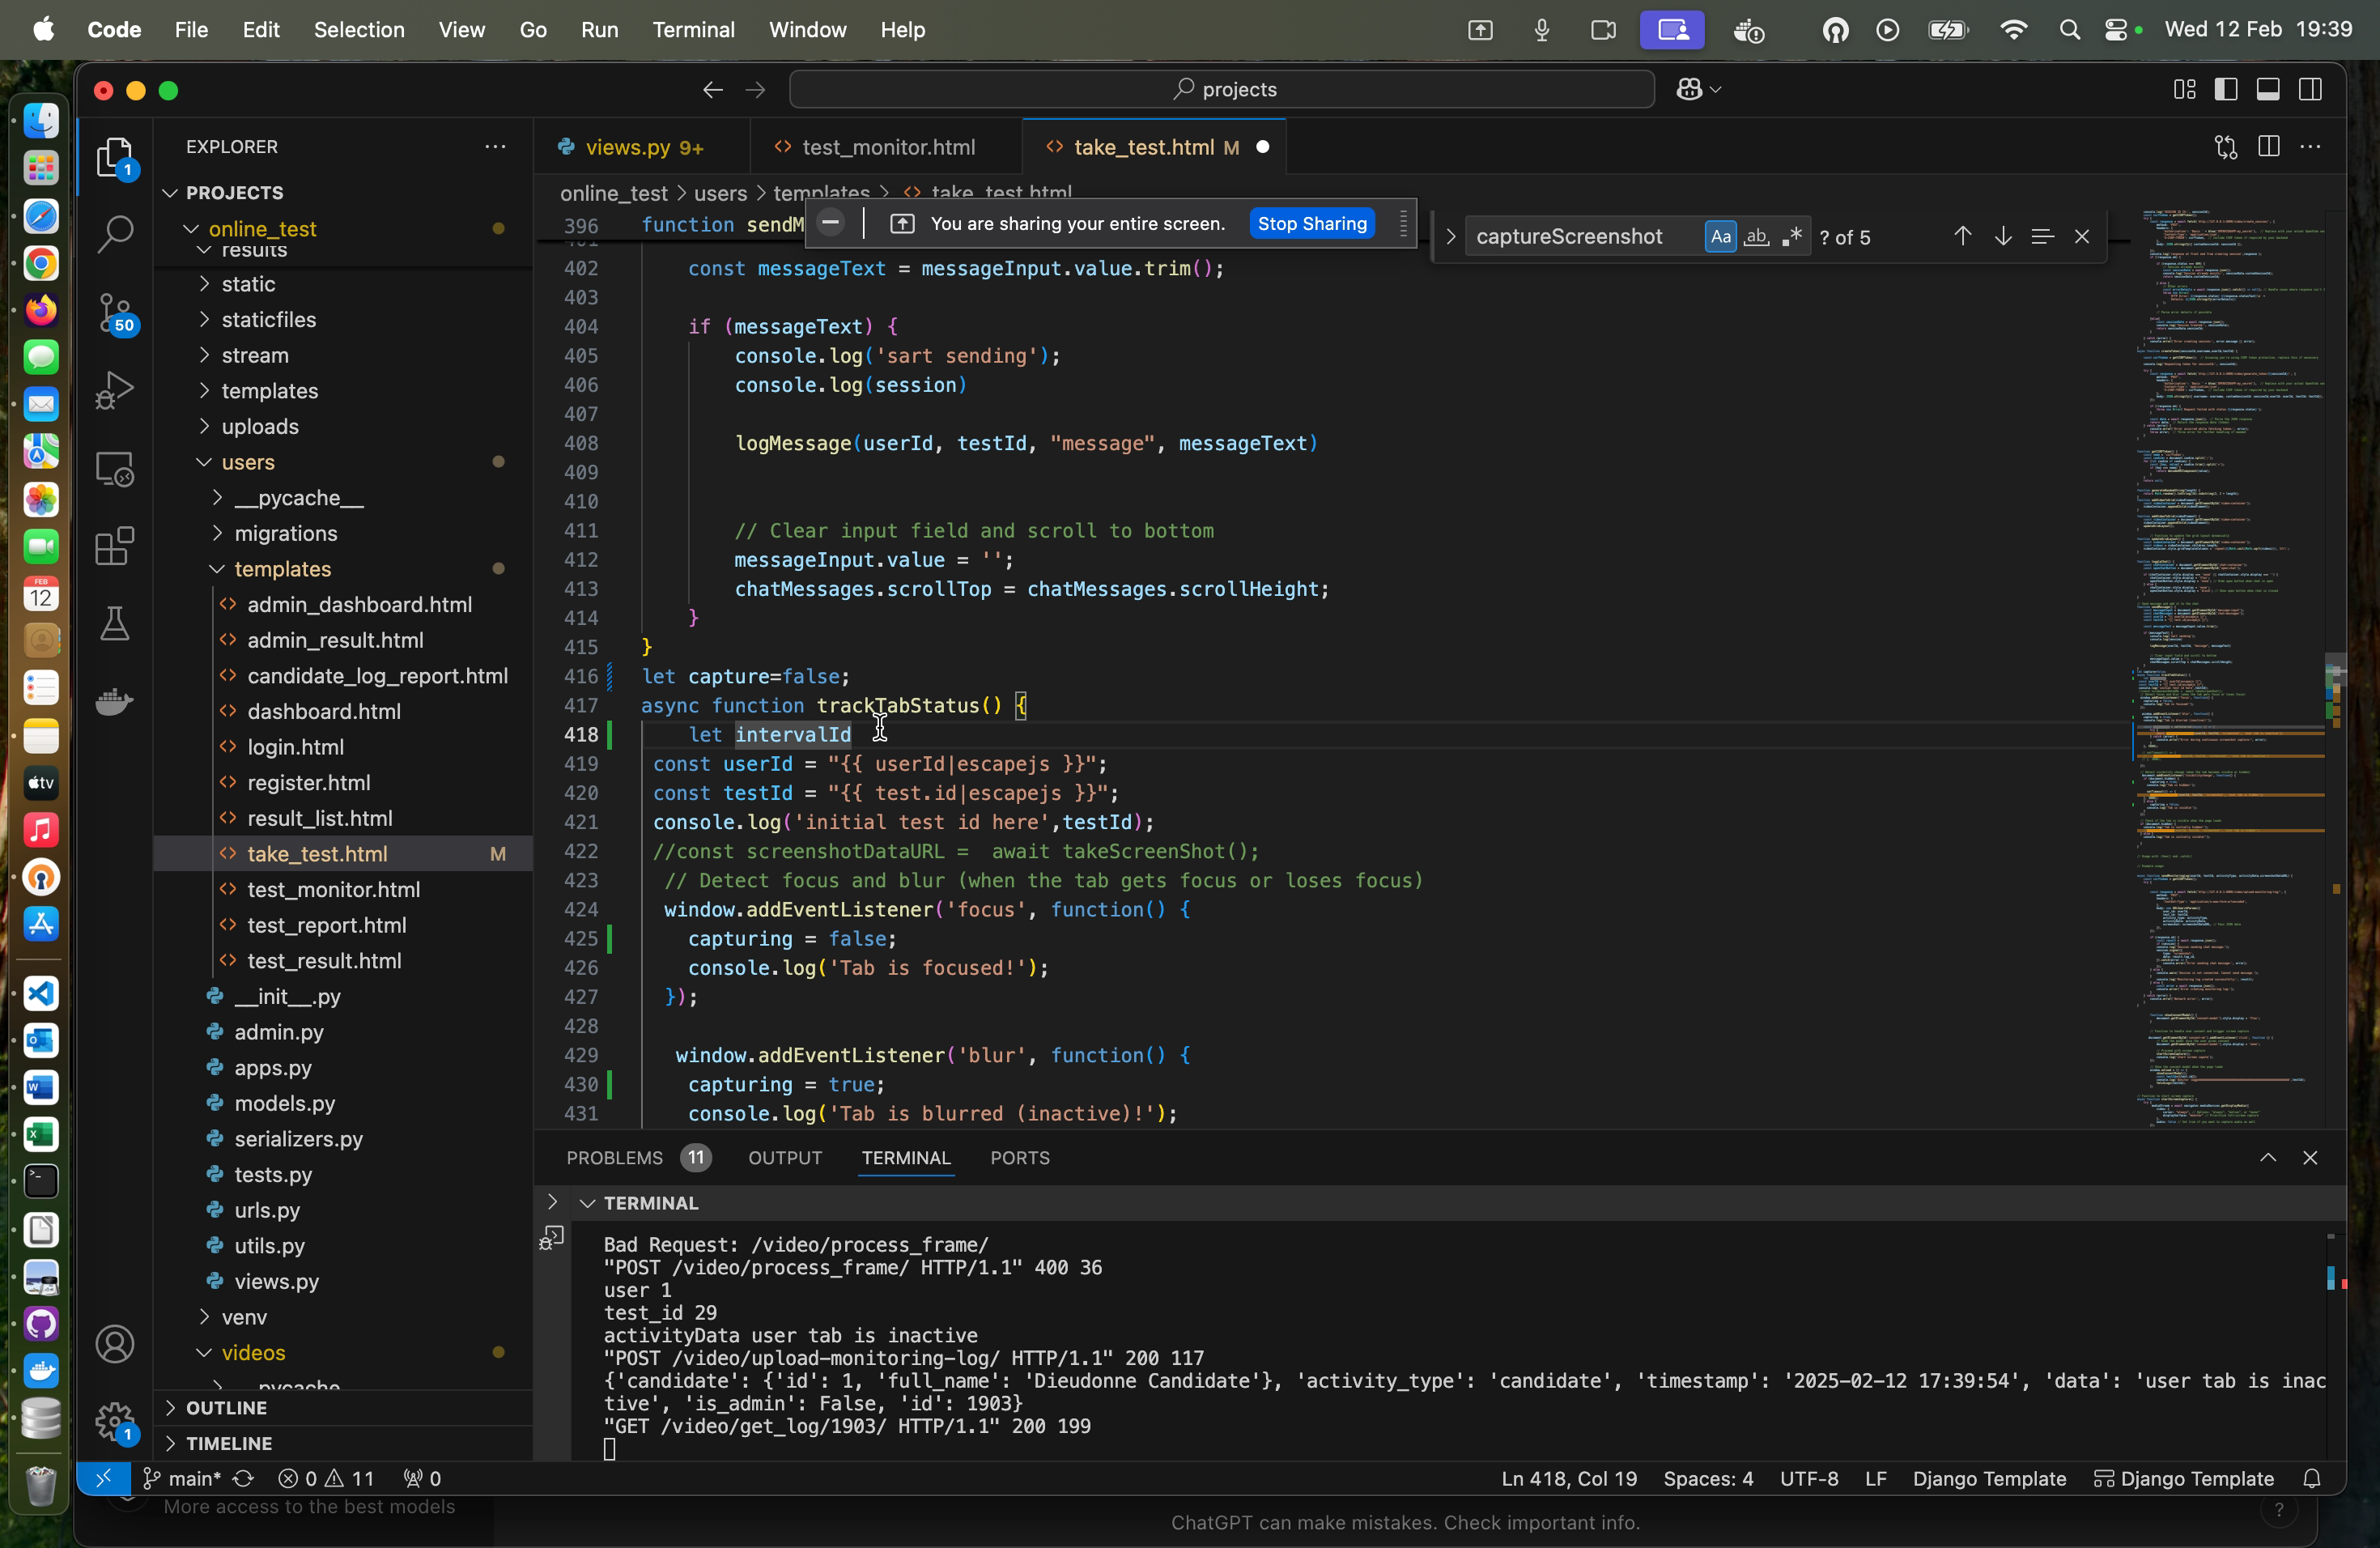 Code File Edit Selection View Go Run Terminal Window Help Wed 12 Feb 19:39
projects
EXPLORER
PROJECTS
online_test
results
static
staticfiles
stream
templates
uploads
users
__pycache__
migrations
templates
admin_dashboard.html
admin_result.html
candidate_log_report.html
dashboard.html
login.html
register.html
result_list.html
take_test.html M
test_monitor.html
test_report.html
test_result.html
__init__.py
admin.py
apps.py
models.py
serializers.py
tests.py
urls.py
utils.py
views.py
venv
videos
pycache
OUTLINE
TIMELINE
1
50
1
FEB
12
tv
views.py 9+ test_monitor.html take_test.html M
online_test > users > templates > take_test.html
You are sharing your entire screen. Stop Sharing
captureScreenshot Aa ab ? of 5
396 function sendM
402 const messageText = messageInput.value.trim();
403
404 if (messageText) {
405 console.log('sart sending');
406 console.log(session)
407
408 logMessage(userId, testId, "message", messageText)
409
410
411 // Clear input field and scroll to bottom
412 messageInput.value = '';
413 chatMessages.scrollTop = chatMessages.scrollHeight;
414 }
415 }
416 let capture=false;
417 async function trackTabStatus() {
418 let intervalId
419 const userId = "{{ userId|escapejs }}";
420 const testId = "{{ test.id|escapejs }}";
421 console.log('initial test id here',testId);
422 //const screenshotDataURL =  await takeScreenShot();
423 // Detect focus and blur (when the tab gets focus or loses focus)
424 window.addEventListener('focus', function() {
425 capturing = false;
426 console.log('Tab is focused!');
427 });
428
429 window.addEventListener('blur', function() {
430 capturing = true;
431 console.log('Tab is blurred (inactive)!');
PROBLEMS 11 OUTPUT TERMINAL PORTS
TERMINAL
Bad Request: /video/process_frame/
"POST /video/process_frame/ HTTP/1.1" 400 36
user 1
test_id 29
activityData user tab is inactive
"POST /video/upload-monitoring-log/ HTTP/1.1" 200 117
{'candidate': {'id': 1, 'full_name': 'Dieudonne Candidate'}, 'activity_type': 'candidate', 'timestamp': '2025-02-12 17:39:54', 'data': 'user tab is inac
tive', 'is_admin': False, 'id': 1903}
"GET /video/get_log/1903/ HTTP/1.1" 200 199
main* 0 11 0 Ln 418, Col 19 Spaces: 4 UTF-8 LF Django Template Django Template
More access to the best models
ChatGPT can make mistakes. Check important info.
?